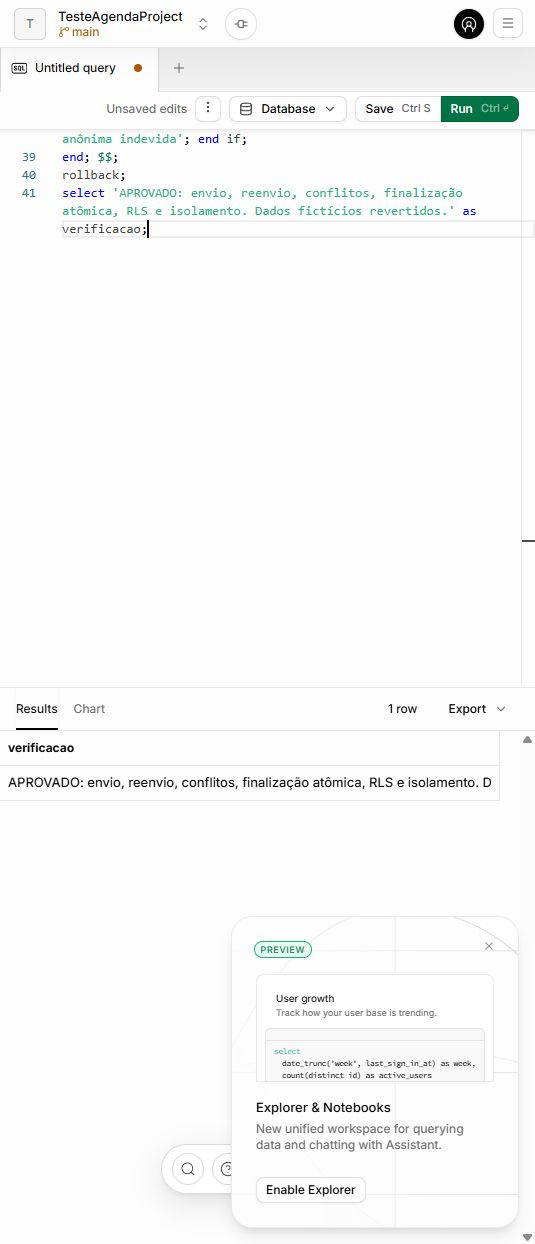 T
TesteAgendaProject
main
SQL
Untitled query
Unsaved edits
Database
Save Ctrl S
Run Ctrl ↵
anônima indevida'; end if;
39 end; $$;
40 rollback;
41 select 'APROVADO: envio, reenvio, conflitos, finalização
atômica, RLS e isolamento. Dados fictícios revertidos.' as
verificacao;
Results
Chart
1 row
Export
verificacao
APROVADO: envio, reenvio, conflitos, finalização atômica, RLS e isolamento. D
PREVIEW
User growth
Track how your user base is trending.
select
date_trunc('week', last_sign_in_at) as week,
count(distinct id) as active_users
Explorer & Notebooks
New unified workspace for querying
data and chatting with Assistant.
Enable Explorer